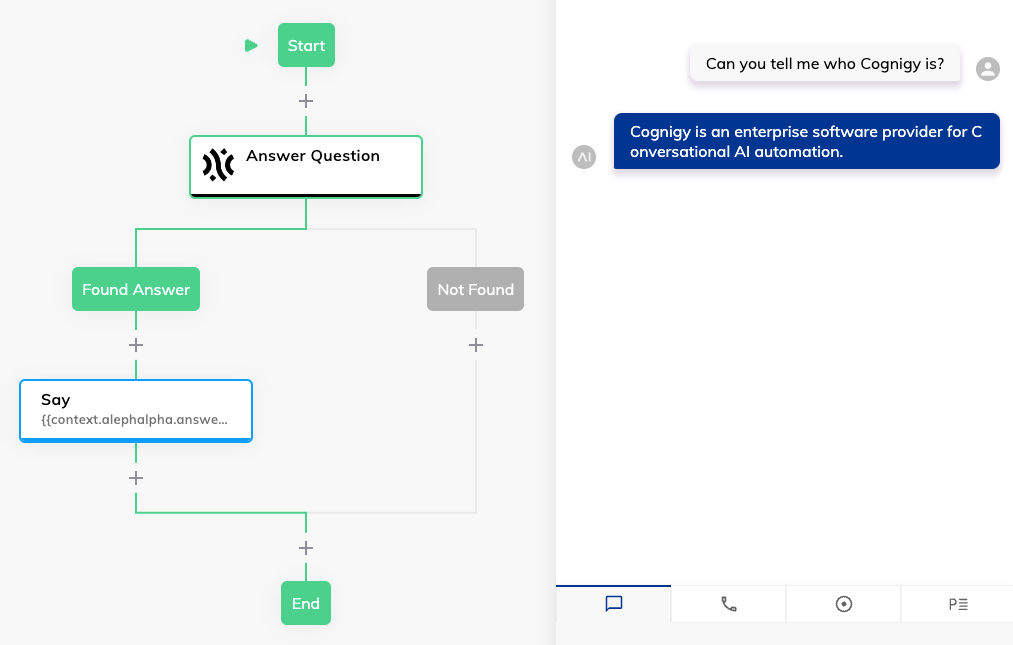 Start
Answer Question
Found Answer
Not Found
Say
{{context.alephalpha.answe...
End
Can you tell me who Cognigy is?
Cognigy is an enterprise software provider for C
onversational AI automation.
AI